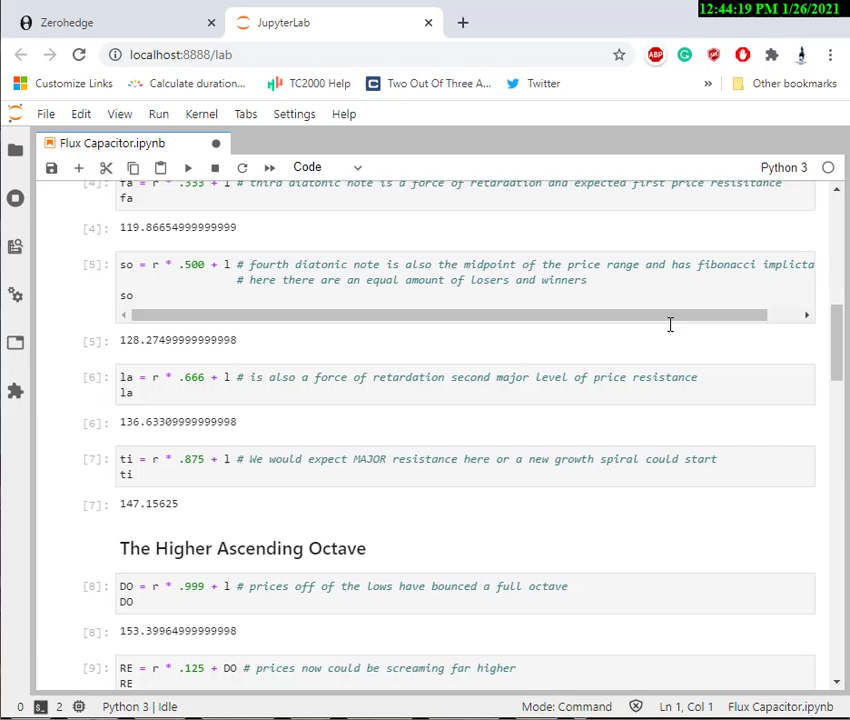 12:44:19 PM 1/26/2021
Zerohedge
JupyterLab
localhost:8888/lab
ABP
Customize Links
Calculate duration...
TC2000 Help
Two Out Of Three A...
Twitter
»
Other bookmarks
File Edit View Run Kernel Tabs Settings Help
Flux Capacitor.ipynb
Code
Python 3
[4]: fa = r * .333 + l # third diatonic note is a force of retardation and expected first price resisitance
fa
[4]: 119.86654999999999
[5]: so = r * .500 + l # fourth diatonic note is also the midpoint of the price range and has fibonacci implicta
# here there are an equal amount of losers and winners
so
[5]: 128.27499999999998
[6]: la = r * .666 + l # is also a force of retardation second major level of price resistance
la
[6]: 136.63309999999998
[7]: ti = r * .875 + l # We would expect MAJOR resistance here or a new growth spiral could start
ti
[7]: 147.15625
The Higher Ascending Octave
[8]: DO = r * .999 + l # prices off of the lows have bounced a full octave
DO
[8]: 153.39964999999998
[9]: RE = r * .125 + DO # prices now could be screaming far higher
RE
0 2 Python 3 | Idle Mode: Command Ln 1, Col 1 Flux Capacitor.ipynb